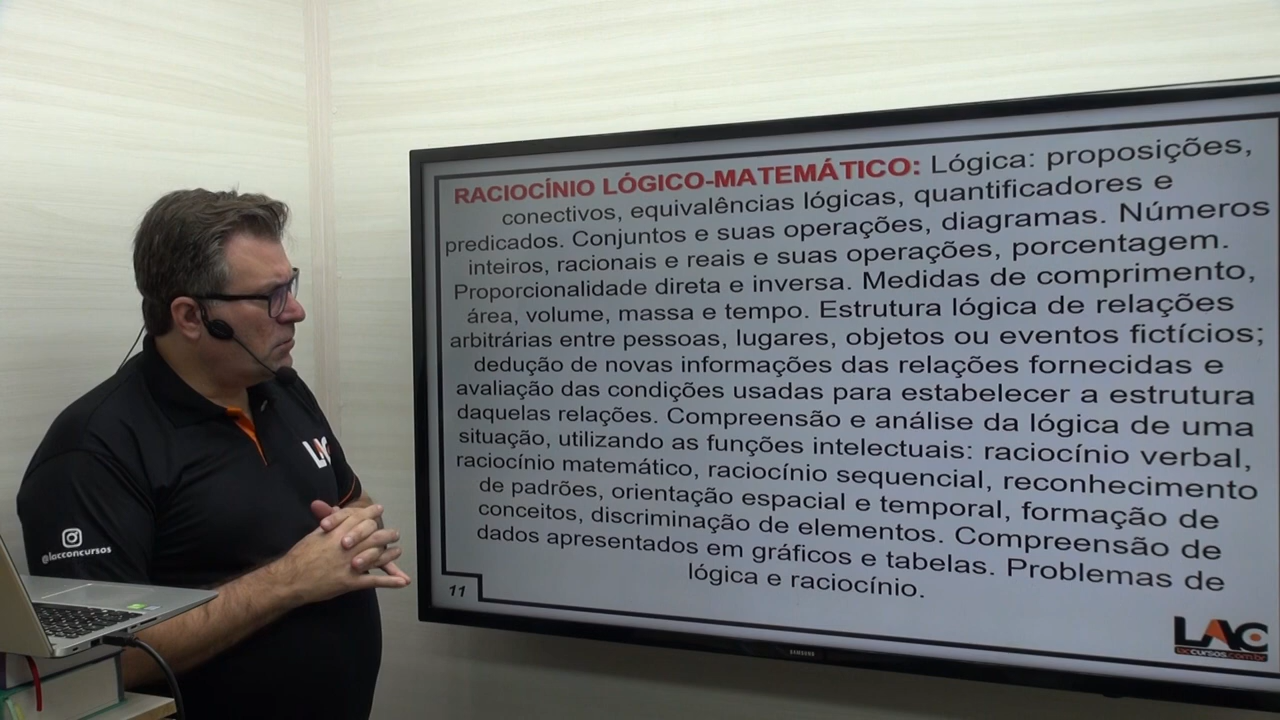 RACIOCÍNIO LÓGICO-MATEMÁTICO: Lógica: proposições,
conectivos, equivalências lógicas, quantificadores e
predicados. Conjuntos e suas operações, diagramas. Números
inteiros, racionais e reais e suas operações, porcentagem.
Proporcionalidade direta e inversa. Medidas de comprimento,
área, volume, massa e tempo. Estrutura lógica de relações
arbitrárias entre pessoas, lugares, objetos ou eventos fictícios;
dedução de novas informações das relações fornecidas e
avaliação das condições usadas para estabelecer a estrutura
daquelas relações. Compreensão e análise da lógica de uma
situação, utilizando as funções intelectuais: raciocínio verbal,
raciocínio matemático, raciocínio sequencial, reconhecimento
de padrões, orientação espacial e temporal, formação de
conceitos, discriminação de elementos. Compreensão de
dados apresentados em gráficos e tabelas. Problemas de
lógica e raciocínio.
11
LAC
laccursos.com.br
SAMSUNG
LAC
@lacconcursos